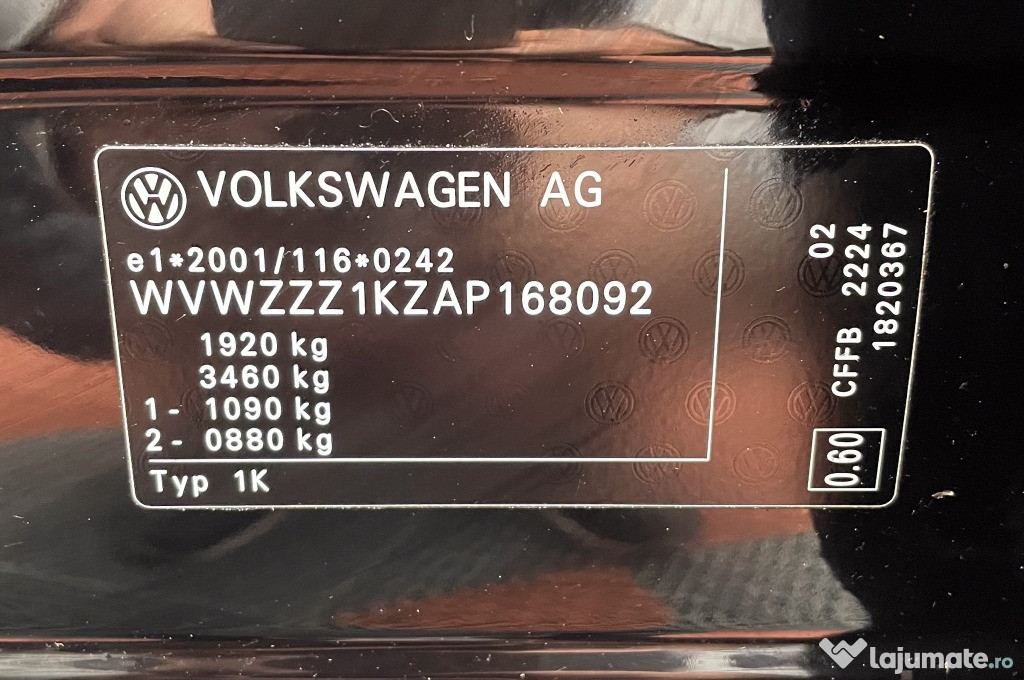 VOLKSWAGEN AG
e1*2001/116*0242
WVWZZZ1KZAP168092
1920 kg
3460 kg
1- 1090 kg
2- 0880 kg
Typ 1K
02
CFFB 2224
1820367
0.60
lajumate.ro